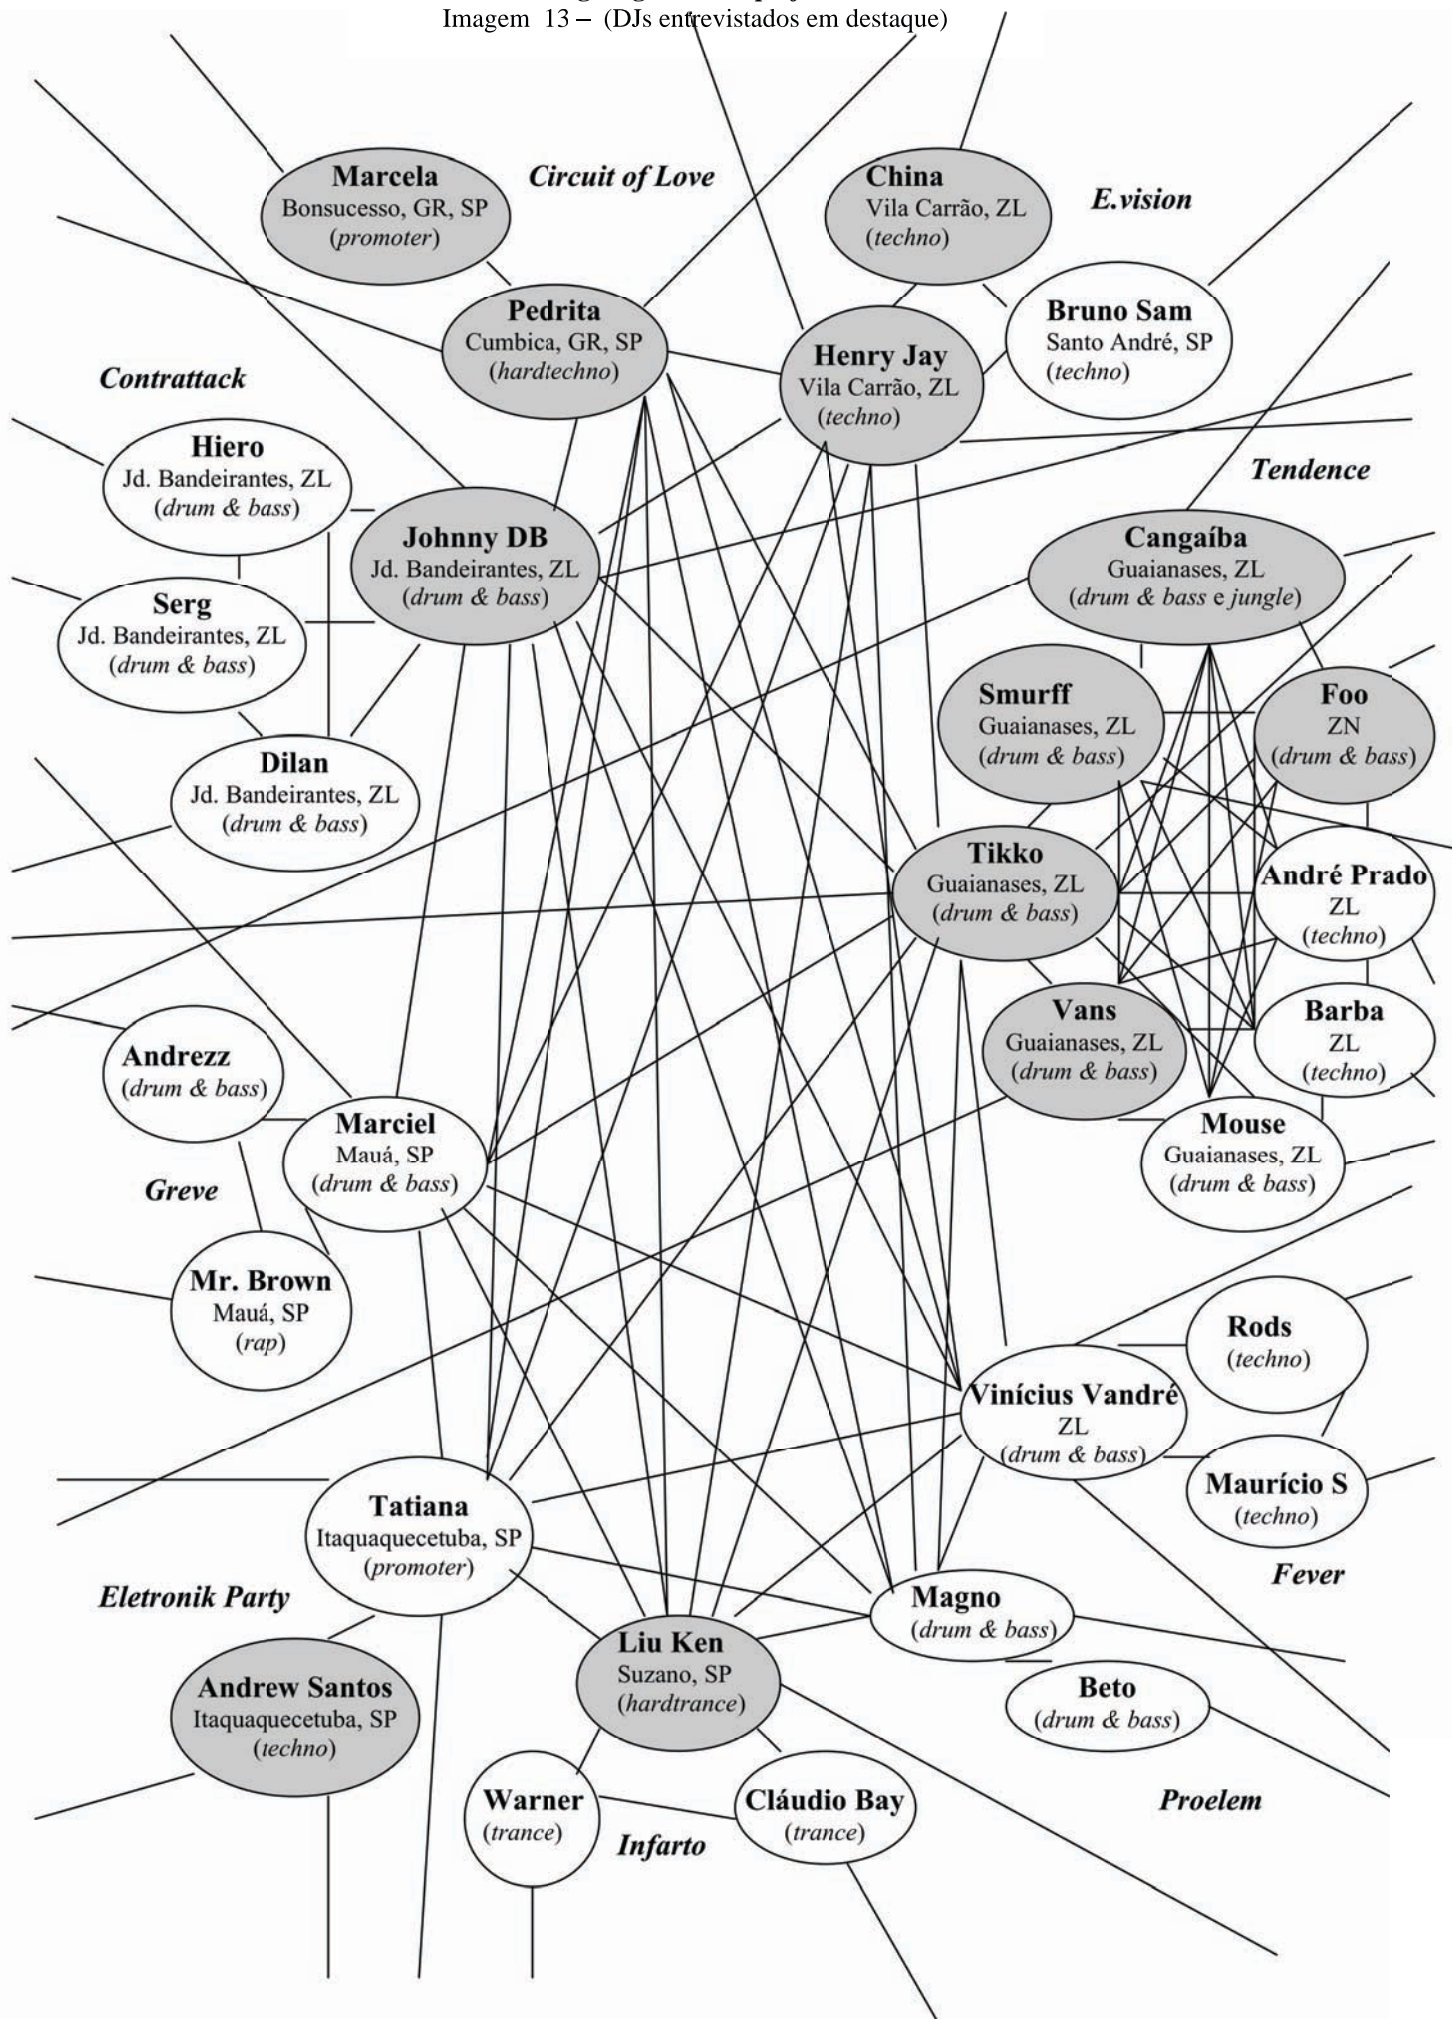 Imagem 13 – (DJs entrevistados em destaque)
Marcela
Bonsucesso, GR, SP
(promoter)
Circuit of Love
China
Vila Carrão, ZL
(techno)
E.vision
Pedrita
Cumbica, GR, SP
(hardtechno)
Henry Jay
Vila Carrão, ZL
(techno)
Bruno Sam
Santo André, SP
(techno)
Contrattack
Hiero
Jd. Bandeirantes, ZL
(drum & bass)
Tendence
Johnny DB
Jd. Bandeirantes, ZL
(drum & bass)
Cangaíba
Guaianases, ZL
(drum & bass e jungle)
Serg
Jd. Bandeirantes, ZL
(drum & bass)
Smurff
Guaianases, ZL
(drum & bass)
Foo
ZN
(drum & bass)
Dilan
Jd. Bandeirantes, ZL
(drum & bass)
Tikko
Guaianases, ZL
(drum & bass)
André Prado
ZL
(techno)
Vans
Guaianases, ZL
(drum & bass)
Barba
ZL
(techno)
Andrezz
(drum & bass)
Marciel
Mauá, SP
(drum & bass)
Mouse
Guaianases, ZL
(drum & bass)
Greve
Mr. Brown
Mauá, SP
(rap)
Rods
(techno)
Vinícius Vandré
ZL
(drum & bass)
Maurício S
(techno)
Tatiana
Itaquaquecetuba, SP
(promoter)
Fever
Eletronik Party
Magno
(drum & bass)
Liu Ken
Suzano, SP
(hardtrance)
Andrew Santos
Itaquaquecetuba, SP
(techno)
Beto
(drum & bass)
Warner
(trance)
Cláudio Bay
(trance)
Proelem
Infarto